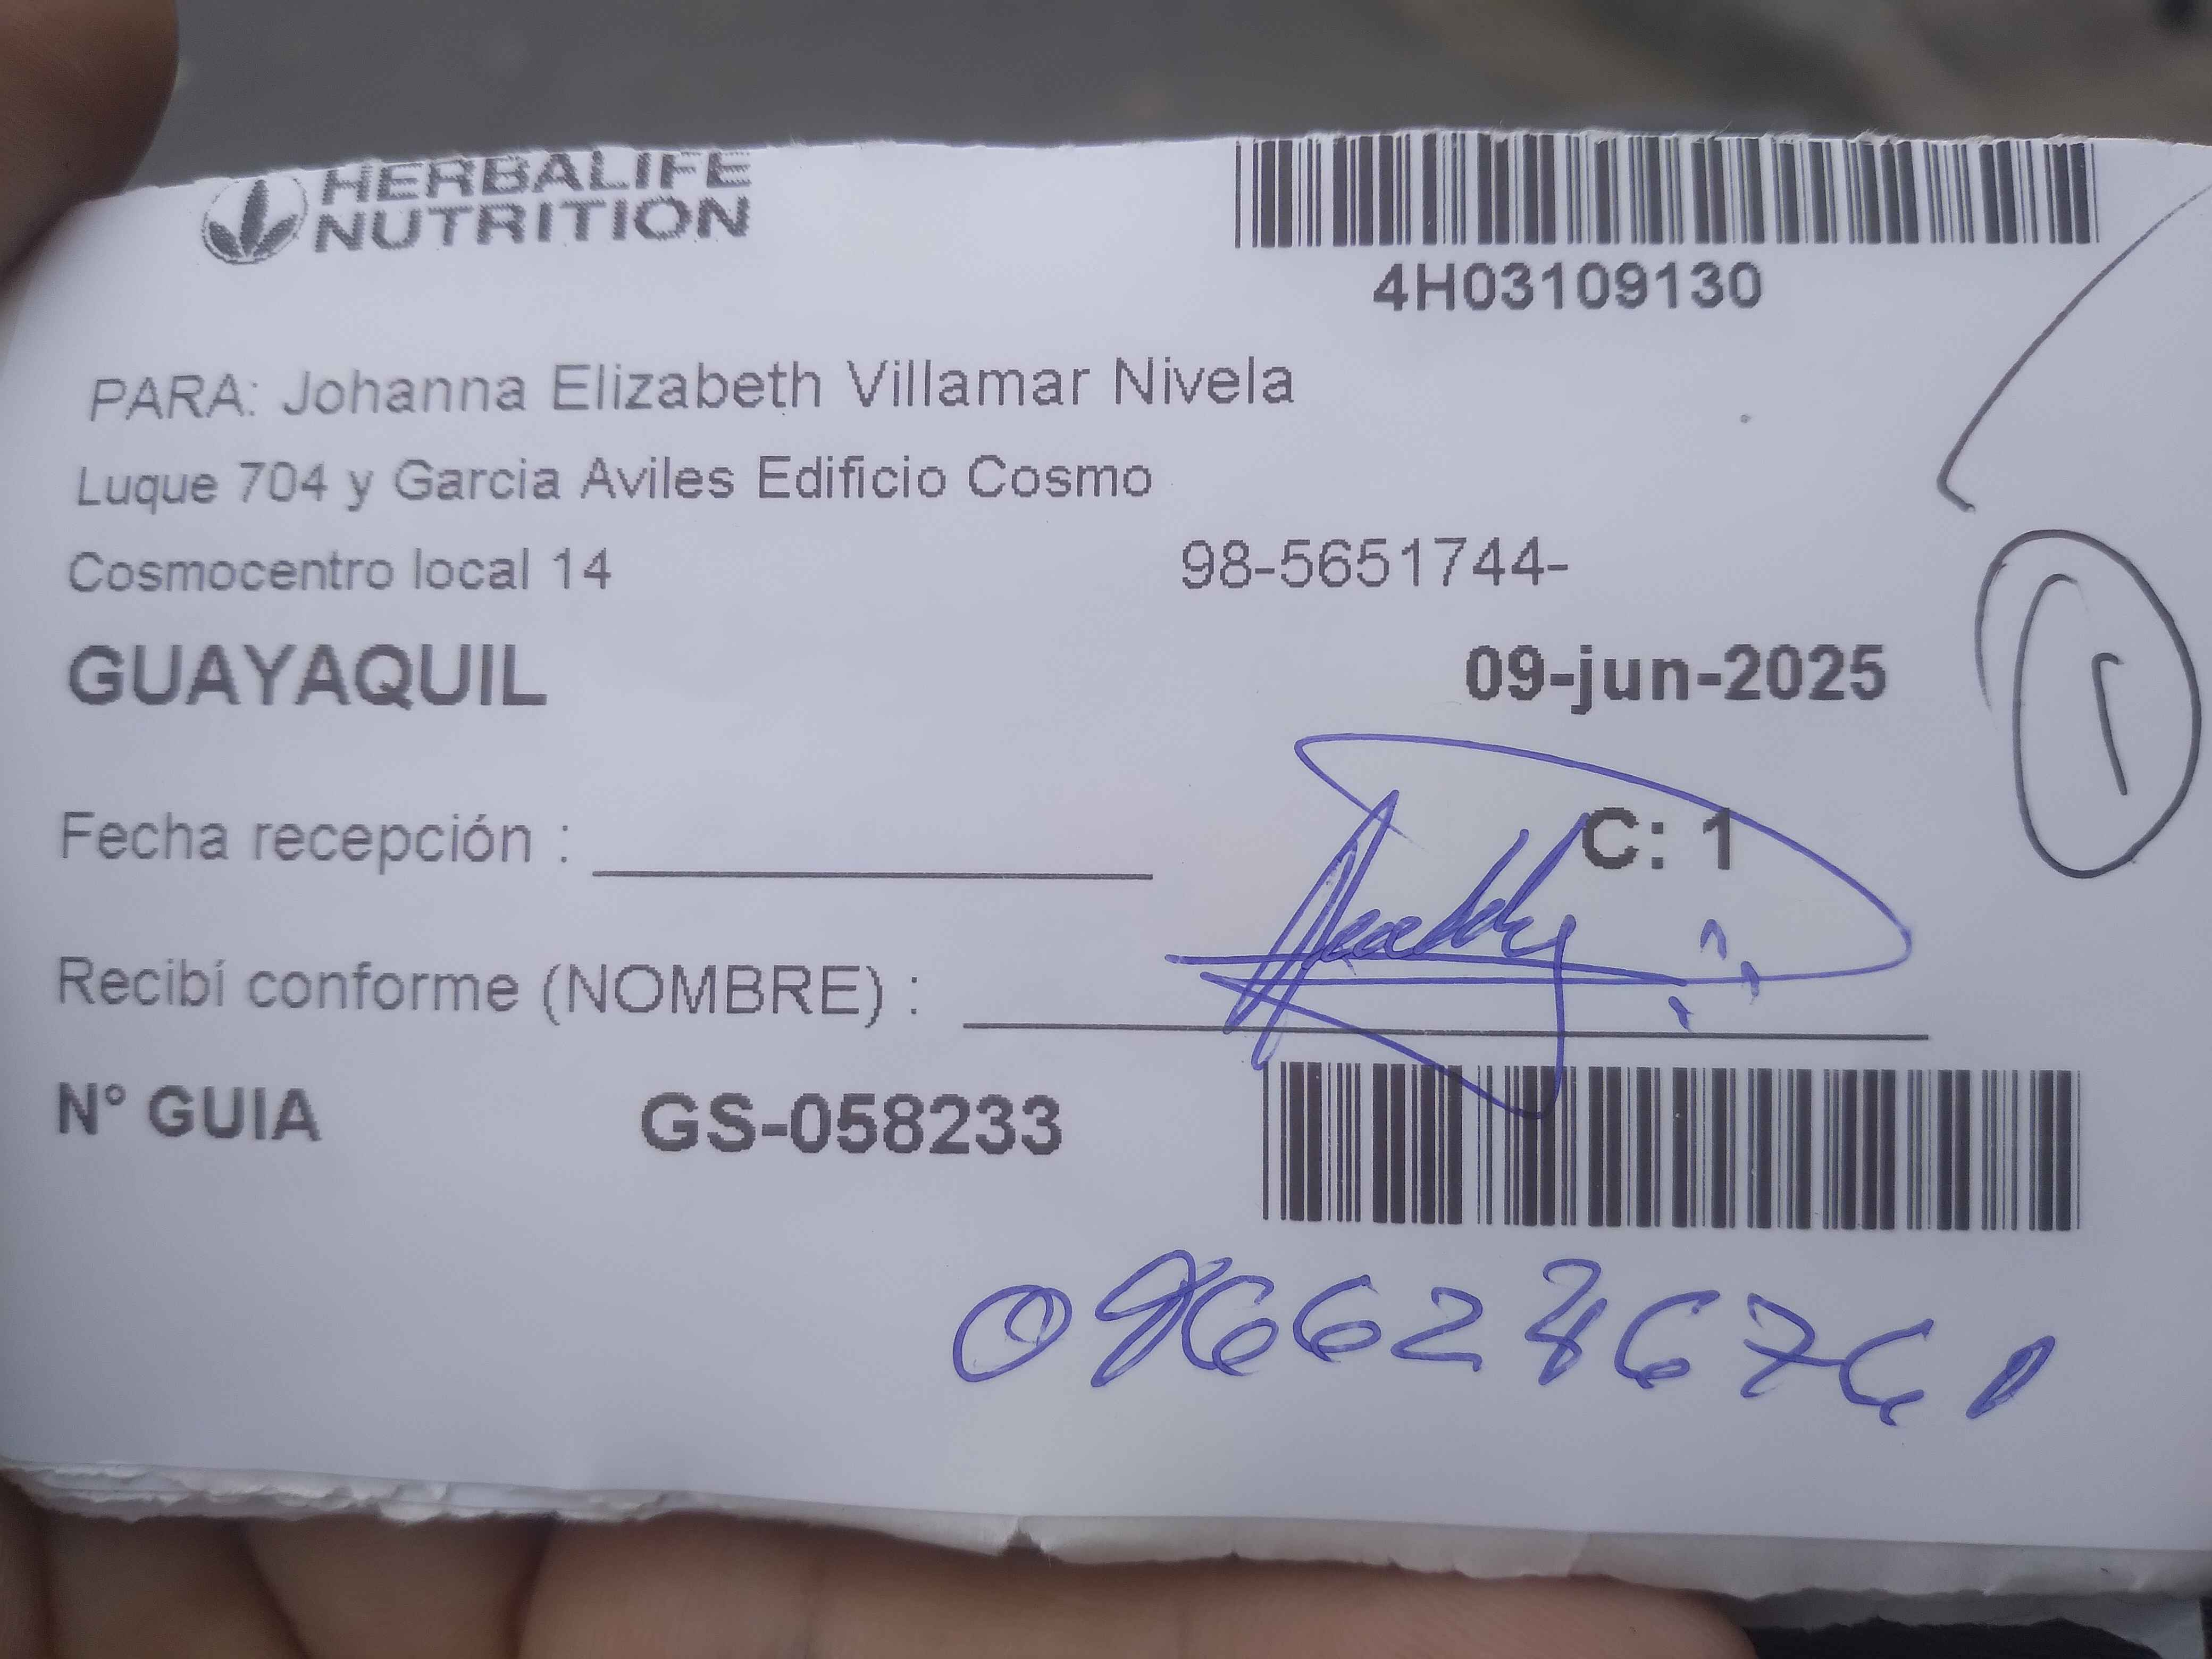 HERBALIFE
NUTRITION
4H03109130
PARA: Johanna Elizabeth Villamar Nivela
Luque 704 y Garcia Aviles Edificio Cosmo
Cosmocentro local 14 98-5651744-
GUAYAQUIL 09-jun-2025
1
Fecha recepción : C: 1
Recibí conforme (NOMBRE) :
N° GUIA GS-058233